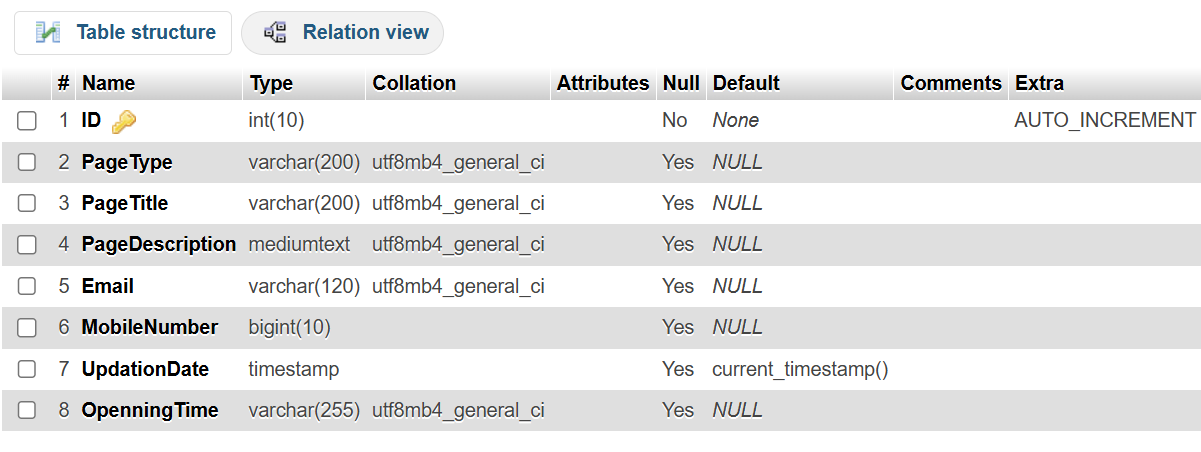 Table structure Relation view
# Name Type Collation Attributes Null Default Comments Extra
1 ID int(10) No None AUTO_INCREMENT
2 PageType varchar(200) utf8mb4_general_ci Yes NULL
3 PageTitle varchar(200) utf8mb4_general_ci Yes NULL
4 PageDescription mediumtext utf8mb4_general_ci Yes NULL
5 Email varchar(120) utf8mb4_general_ci Yes NULL
6 MobileNumber bigint(10) Yes NULL
7 UpdationDate timestamp Yes current_timestamp()
8 OpenningTime varchar(255) utf8mb4_general_ci Yes NULL